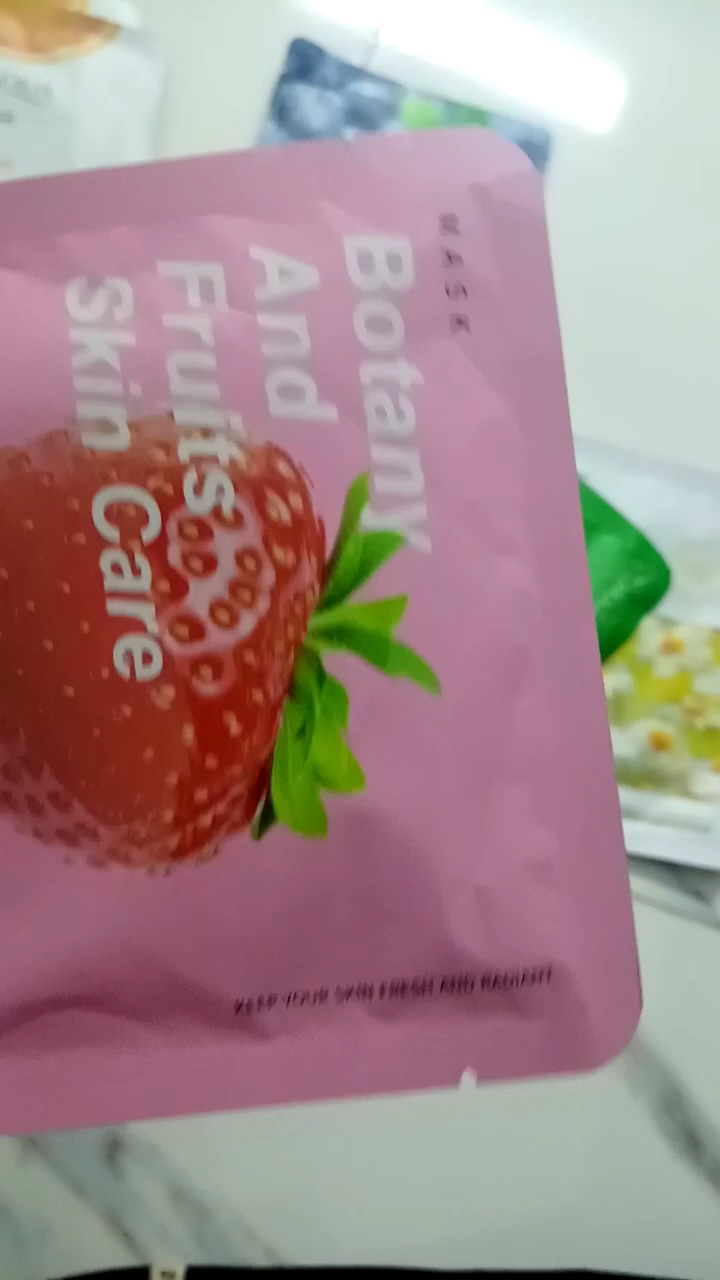 MASK
Botany
And
Fruits
Skin Care
KEEP YOUR SKIN FRESH AND RADIANT